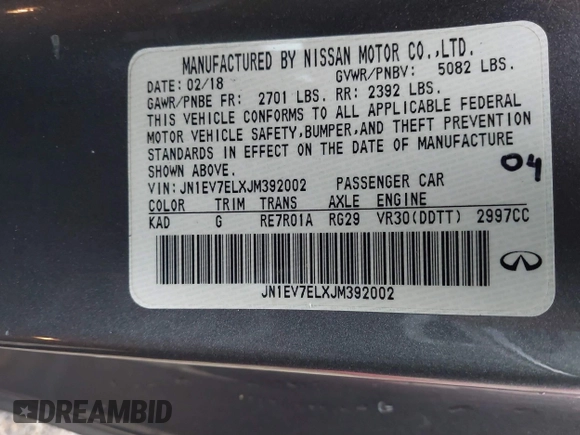 MANUFACTURED BY NISSAN MOTOR CO.,LTD.
DATE: 02/18 GVWR/PNBV: 5082 LBS.
GAWR/PNBE FR: 2701 LBS. RR: 2392 LBS.
THIS VEHICLE CONFORMS TO ALL APPLICABLE FEDERAL
MOTOR VEHICLE SAFETY,BUMPER,AND THEFT PREVENTION
STANDARDS IN EFFECT ON THE DATE OF MANUFACTURE
SHOWN ABOVE.
04
VIN: JN1EV7ELXJM392002 PASSENGER CAR
COLOR TRIM TRANS AXLE ENGINE
KAD G RE7R01A RG29 VR30(DDTT) 2997CC
JN1EV7ELXJM392002
DREAMBID